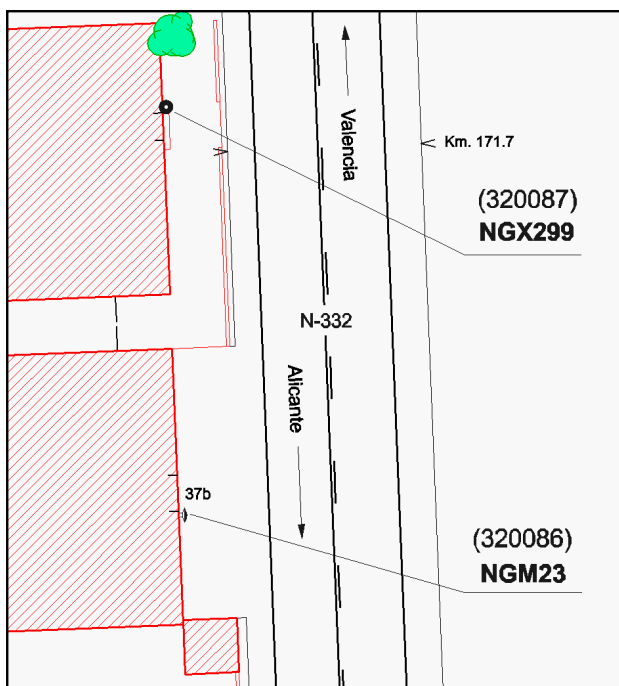 Valencia
Km. 171.7
(320087)
NGX299
N-332
Alicante
37b
(320086)
NGM23